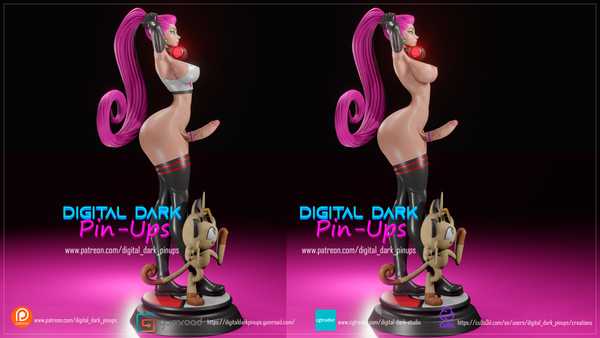 DIGITAL DARK
Pin-Ups
www.patreon.com/digital_dark_pinups
DIGITAL DARK
Pin-Ups
www.patreon.com/digital_dark_pinups
www.patreon.com/digital_dark_pinups
https://digitaldarkpinups.gumroad.com/
cgtrader
www.cgtrader.com/digital-dark-studio
https://cults3d.com/en/users/digital_dark_pinups/creations